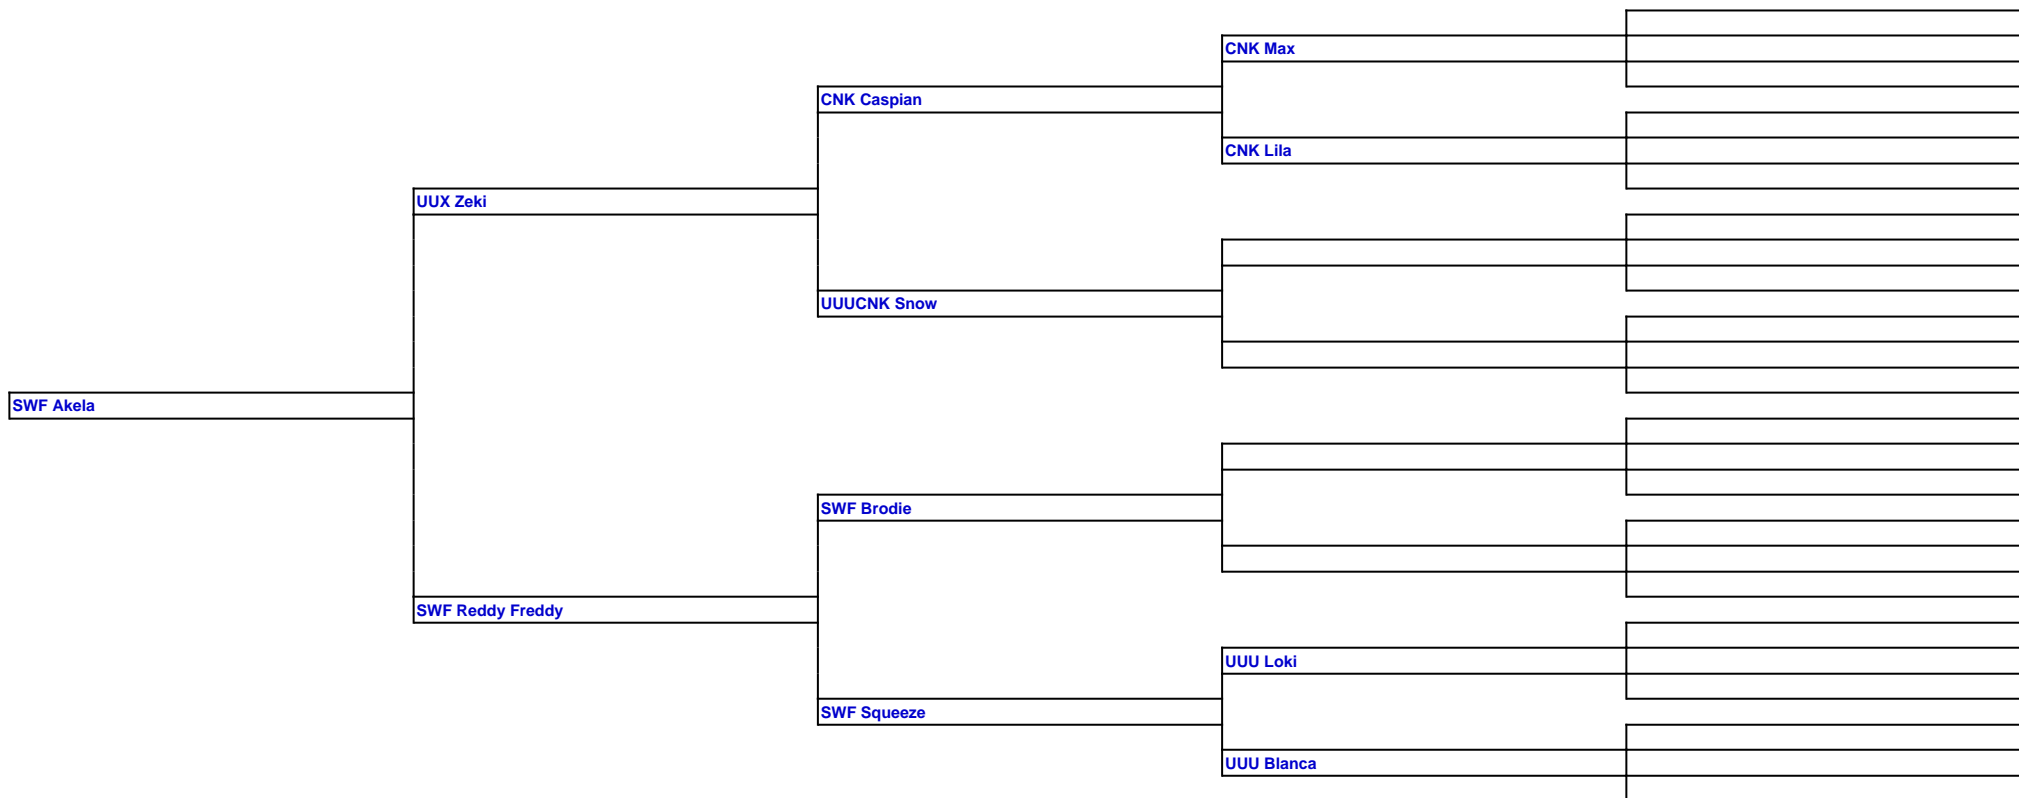 CNK Max
CNK Caspian
CNK Lila
UUX Zeki
UUUCNK Snow
SWF Akela
SWF Brodie
SWF Reddy Freddy
UUU Loki
SWF Squeeze
UUU Blanca